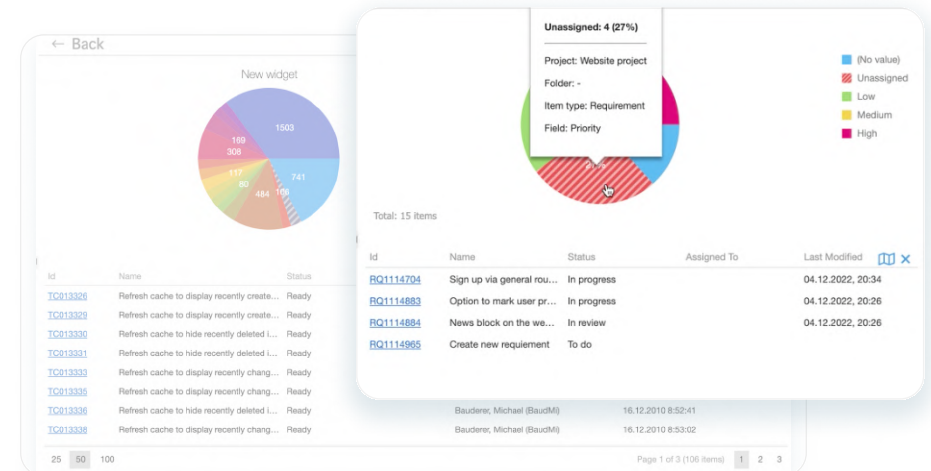 ← Back
New widget
1503
169
308
117
80
484
166
741
Id Name Status
TC013326 Refresh cache to display recently create... Ready
TC013329 Refresh cache to display recently create... Ready
TC013330 Refresh cache to hide recently deleted i... Ready
TC013331 Refresh cache to hide recently deleted i... Ready
TC013333 Refresh cache to display recently chang... Ready
TC013335 Refresh cache to display recently chang... Ready
TC013336 Refresh cache to hide recently deleted i... Ready Bauderer, Michael (BaudMi) 16.12.2010 8:52:41
TC013338 Refresh cache to display recently chang... Ready Bauderer, Michael (BaudMi) 16.12.2010 8:53:02
25 50 100 Page 1 of 3 (106 items) 1 2 3
Unassigned: 4 (27%)
Project: Website project
Folder: -
Item type: Requirement
Field: Priority
(No value)
Unassigned
Low
Medium
High
Total: 15 items
Id Name Status Assigned To Last Modified
RQ1114704 Sign up via general rou... In progress 04.12.2022, 20:34
RQ1114883 Option to mark user pr... In progress 04.12.2022, 20:26
RQ1114884 News block on the we... In review 04.12.2022, 20:26
RQ1114965 Create new requiement To do